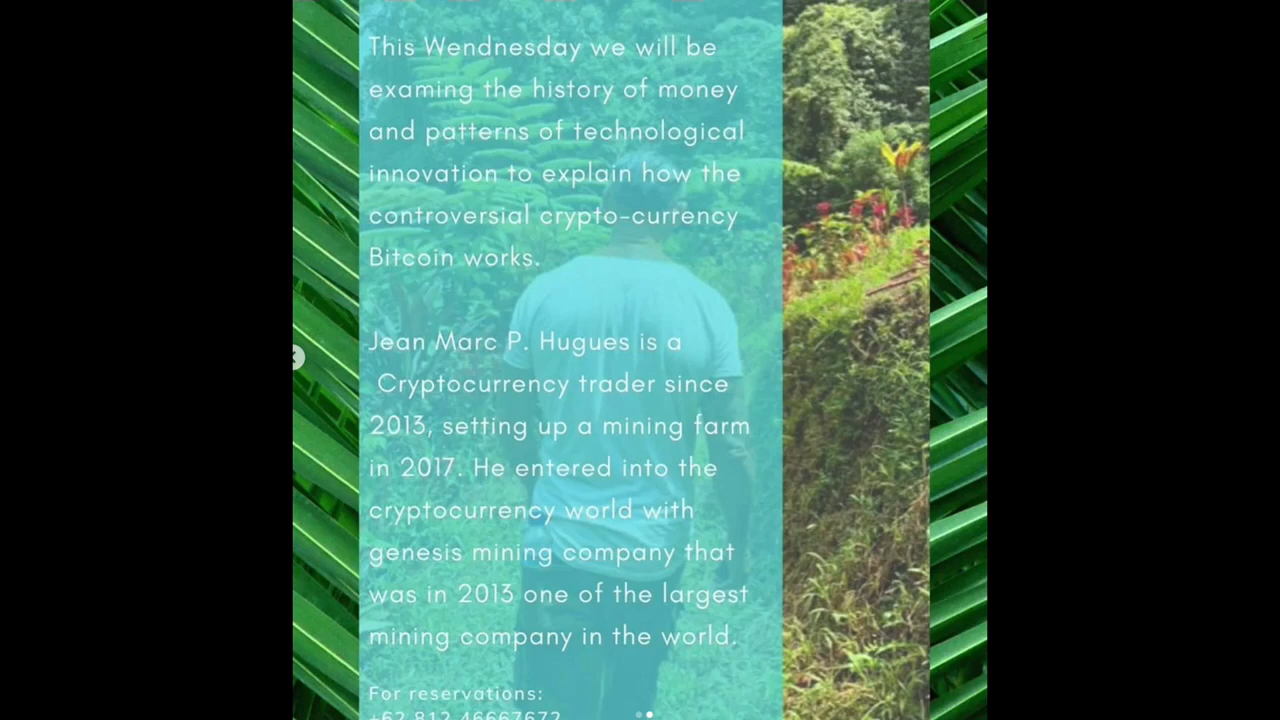 This Wendnesday we will be
examing the history of money
and patterns of technological
innovation to explain how the
controversial crypto-currency
Bitcoin works.
Jean Marc P. Hugues is a
Cryptocurrency trader since
2013, setting up a mining farm
in 2017. He entered into the
cryptocurrency world with
genesis mining company that
was in 2013 one of the largest
mining company in the world.
For reservations:
+62 812 46667672